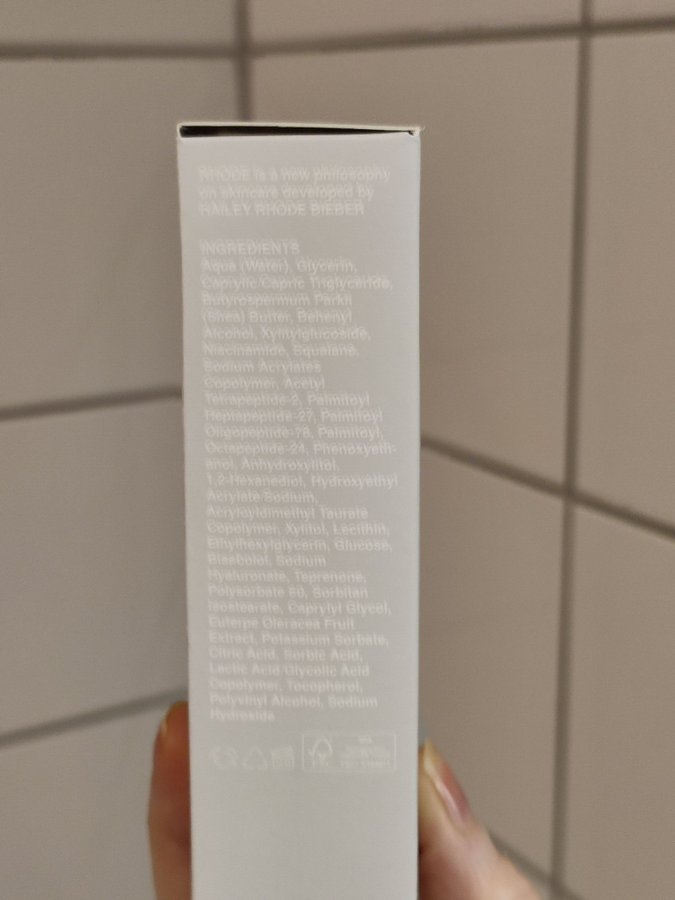 RHODE is a new philosophy
on skincare developed by
HAILEY RHODE BIEBER
INGREDIENTS
Aqua (Water), Glycerin,
Caprylic/Capric Triglyceride,
Butyrospermum Parkii
(Shea) Butter, Behenyl
Alcohol, Xylitylglucoside,
Niacinamide, Squalane,
Sodium Acrylates
Copolymer, Acetyl
Tetrapeptide-2, Palmitoyl
Heptapeptide-27, Palmitoyl
Oligopeptide-78, Palmitoyl,
Octapeptide-24, Phenoxyeth-
anol, Anhydroxylitol,
1,2-Hexanediol, Hydroxyethyl
Acrylate/Sodium,
Acryloyldimethyl Taurate
Copolymer, Xylitol, Lecithin,
Ethylhexylglycerin, Glucose,
Bisabolol, Sodium
Hyaluronate, Teprenone,
Polysorbate 60, Sorbitan
Isostearate, Caprylyl Glycol,
Euterpe Oleracea Fruit
Extract, Potassium Sorbate,
Citric Acid, Sorbic Acid,
Lactic Acid/Glycolic Acid
Copolymer, Tocopherol,
Polyvinyl Alcohol, Sodium
Hydroxide